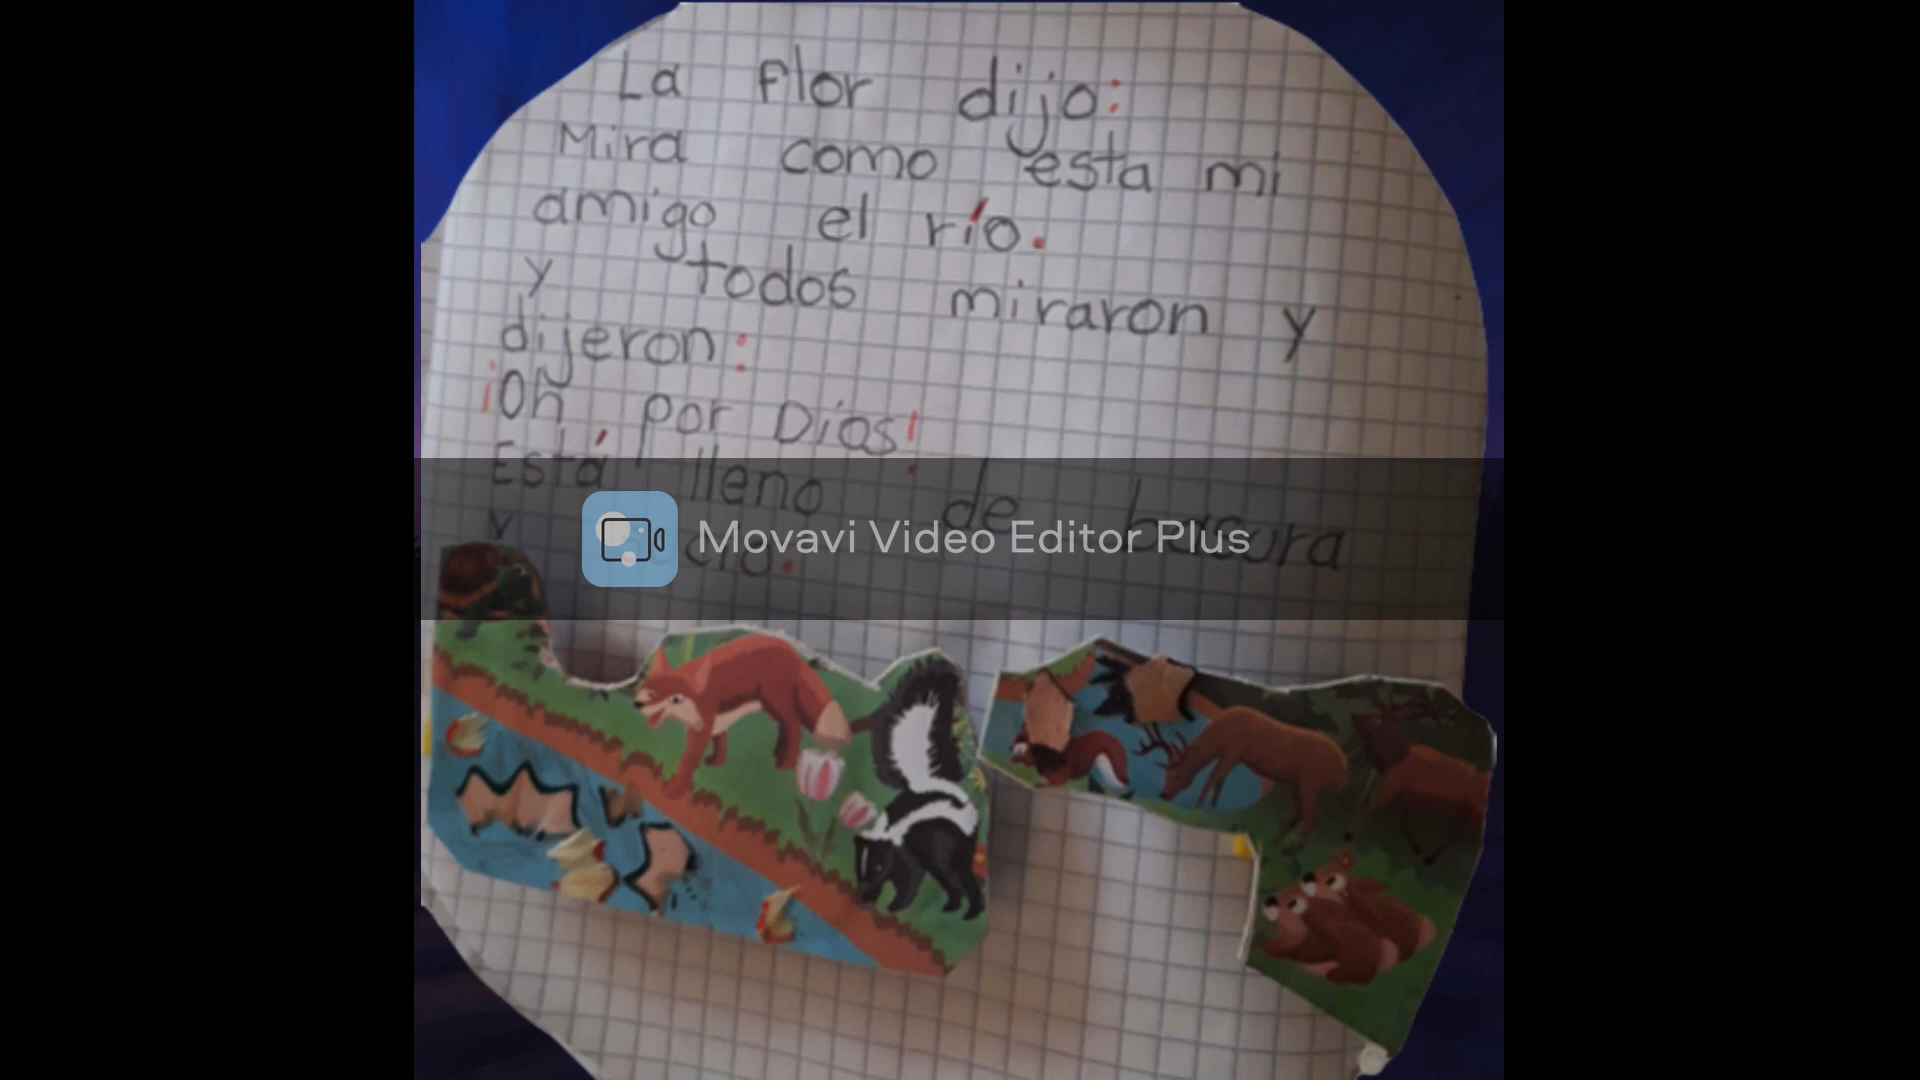 La flor dijo:
Mira como esta mi
amigo el río.
y todos miraron y
dijeron:
¡Oh por Dios!
Está lleno de basura
y
Movavi Video Editor Plus